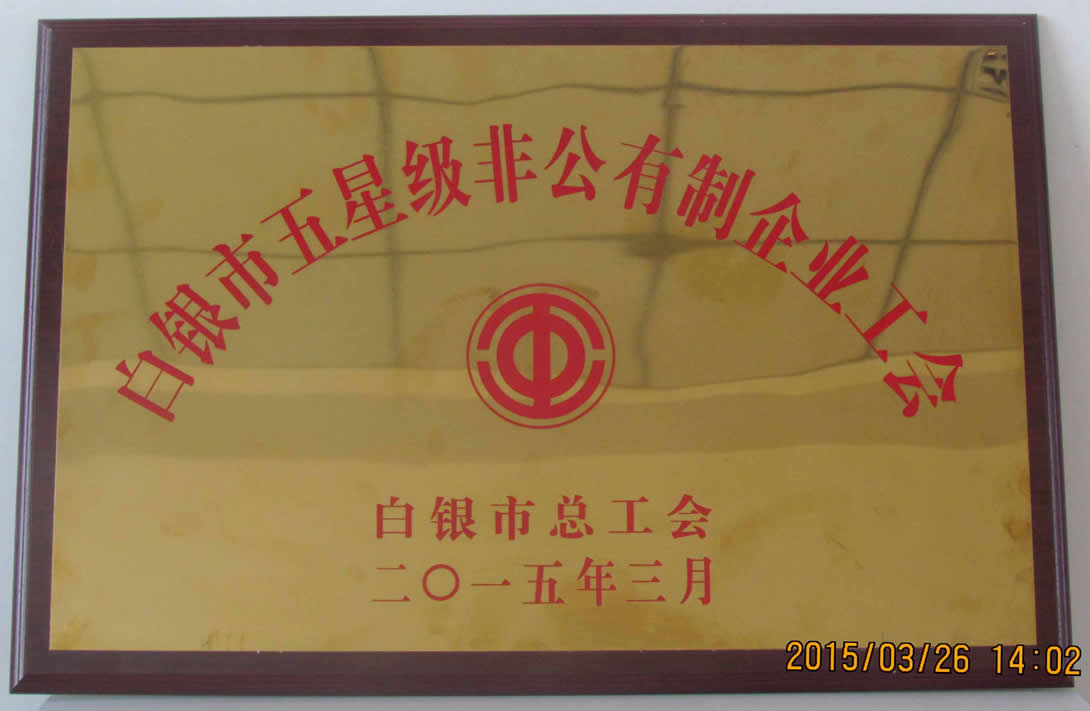 白银市五星级非公有制企业工会
白银市总工会
二〇一五年三月
2015/03/26 14:02